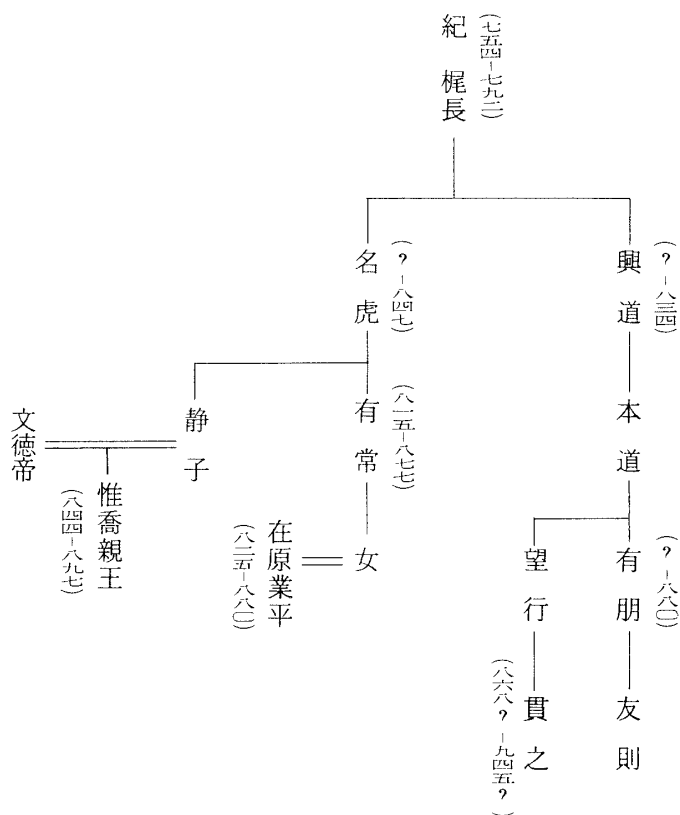 紀 梶長
(七五四-七九二)
興道
(?-八三四)
本道
有朋
(?-八八〇)
友則
望行
貫之
(八六八?-九四五?)
名虎
(?-八四七)
有常
(八一五-八七七)
女
在原業平
(八二五-八八〇)
静子
惟喬親王
(八四四-八九七)
文徳帝